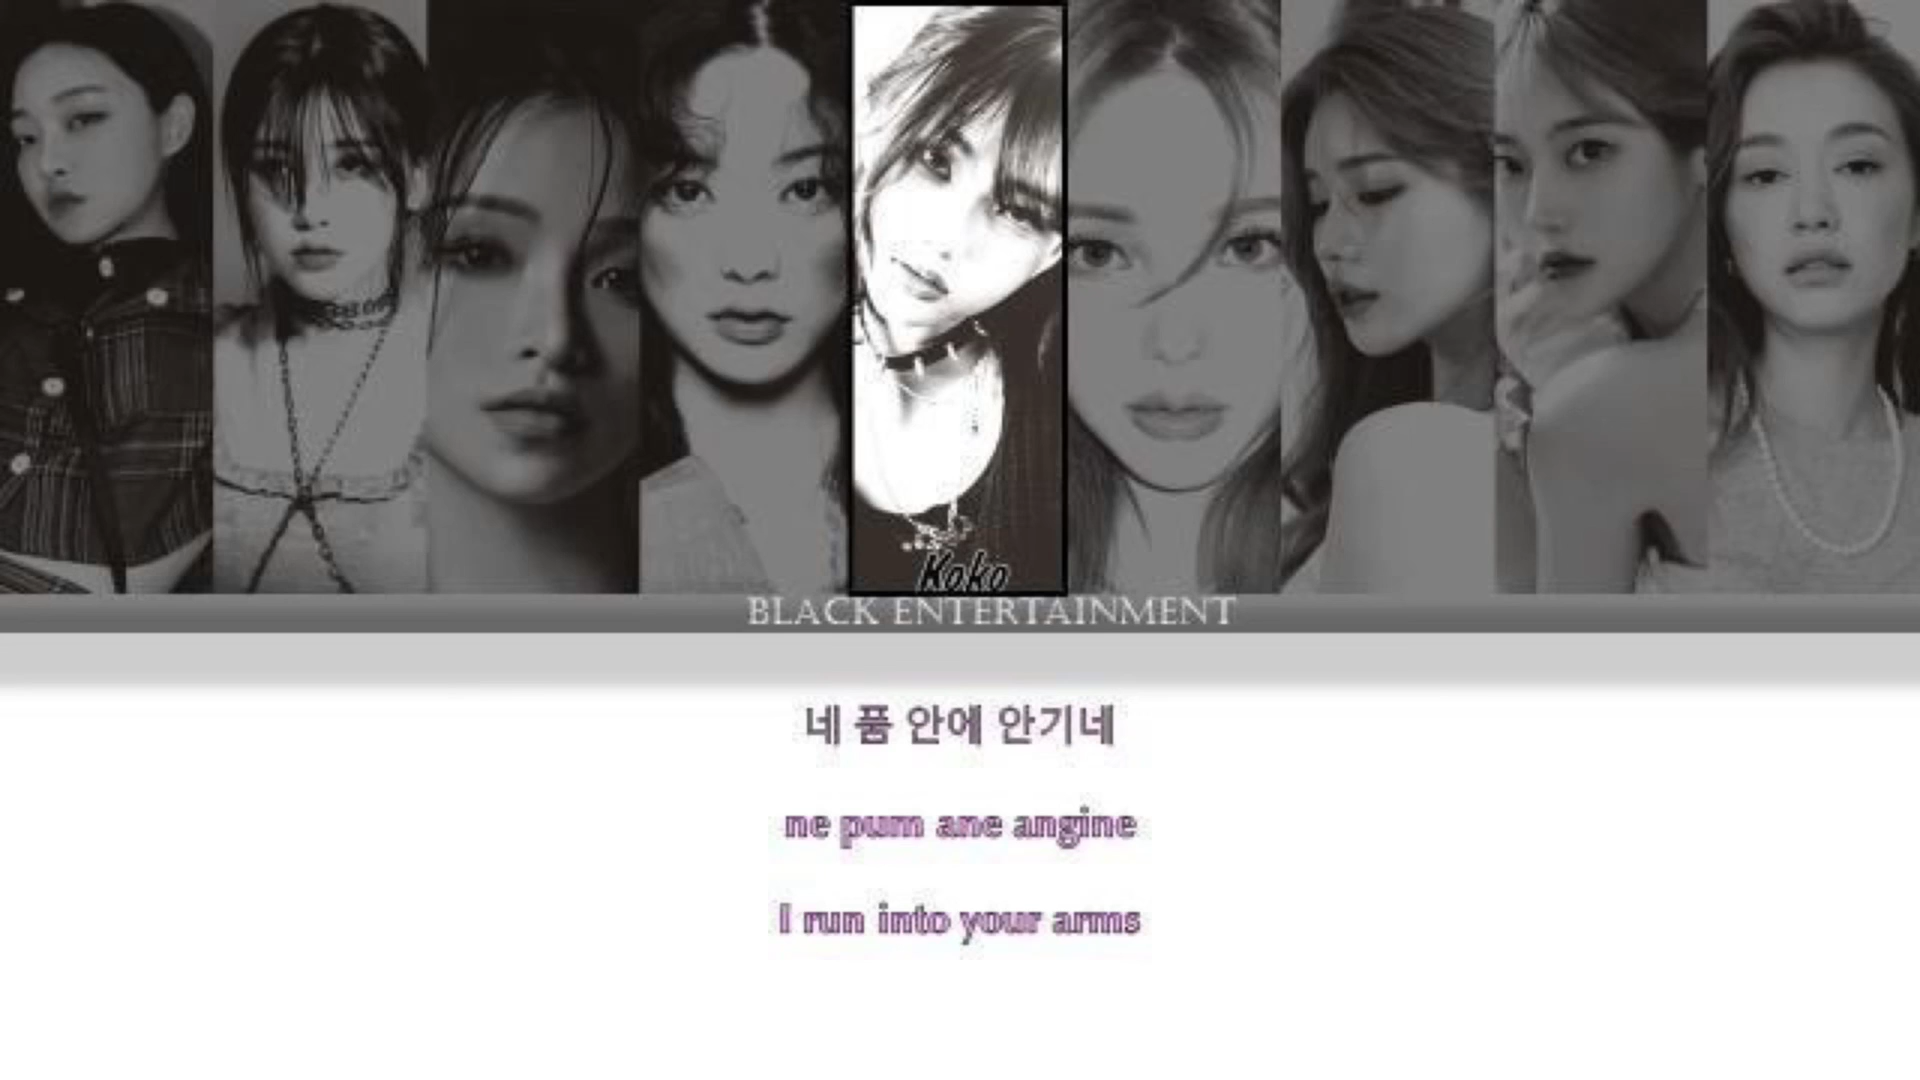 Koko
BLACK ENTERTAINMENT
네 품 안에 안기네
ne pum ane angine
I run into your arms